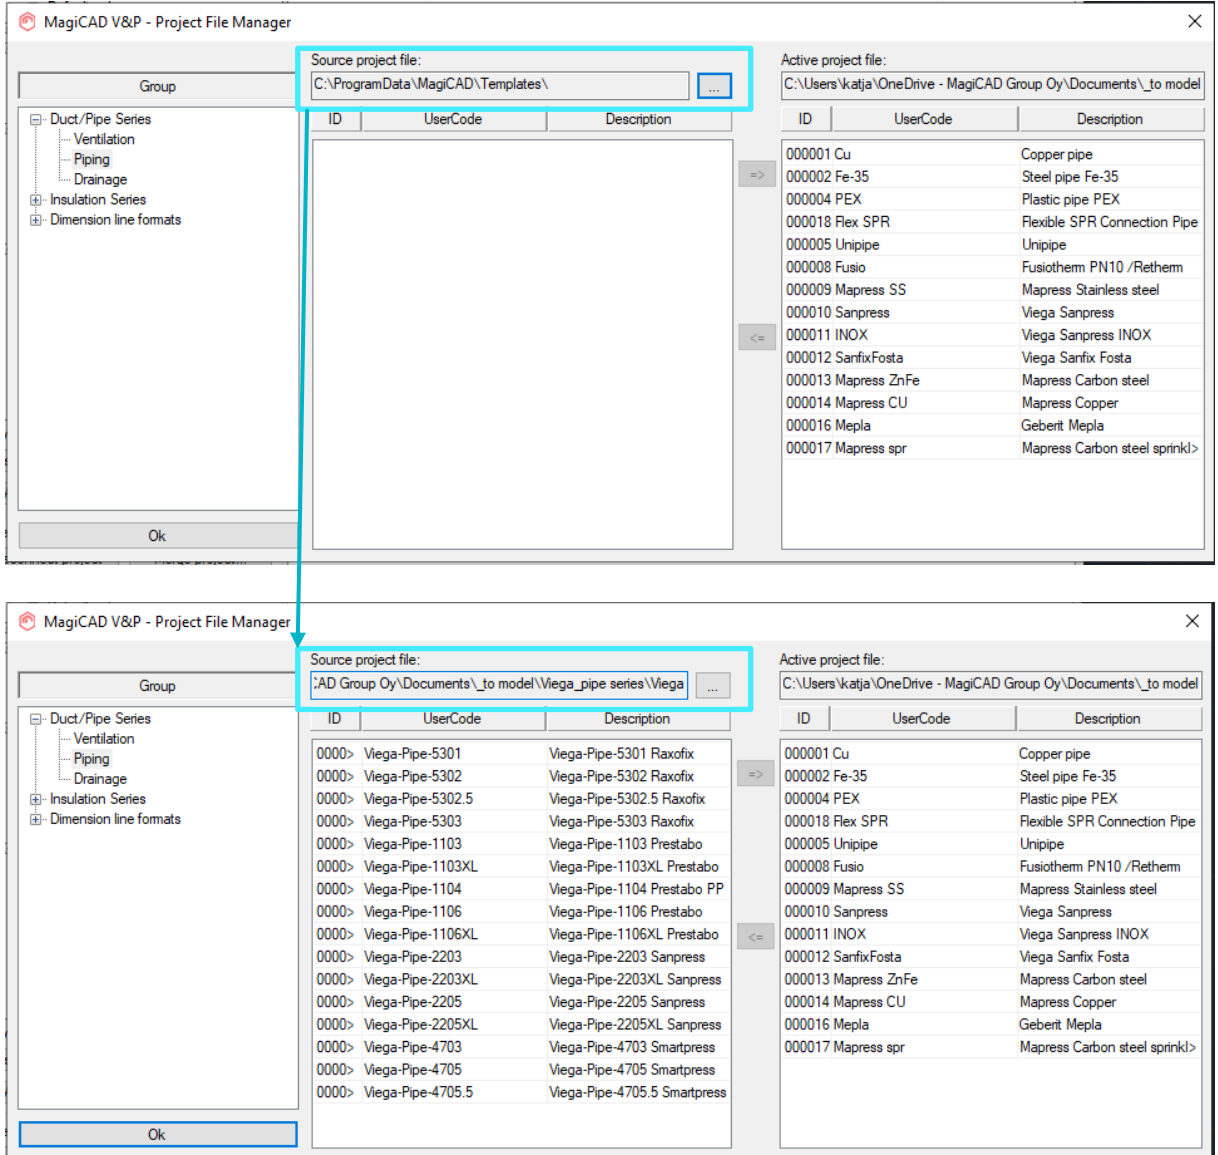 MagiCAD V&P - Project File Manager
Source project file:
Active project file:
Group
C:\ProgramData\MagiCAD\Templates\
...
C:\Users\katja\OneDrive - MagiCAD Group Oy\Documents\_to model
Duct/Pipe Series
Ventilation
Piping
Drainage
Insulation Series
Dimension line formats
ID UserCode Description
=>
<=
ID UserCode Description
000001 Cu Copper pipe
000002 Fe-35 Steel pipe Fe-35
000004 PEX Plastic pipe PEX
000018 Flex SPR Flexible SPR Connection Pipe
000005 Unipipe Unipipe
000008 Fusio Fusiotherm PN10 /Retherm
000009 Mapress SS Mapress Stainless steel
000010 Sanpress Viega Sanpress
000011 INOX Viega Sanpress INOX
000012 SanfixFosta Viega Sanfix Fosta
000013 Mapress ZnFe Mapress Carbon steel
000014 Mapress CU Mapress Copper
000016 Mepla Geberit Mepla
000017 Mapress spr Mapress Carbon steel sprinkl>
Ok
MagiCAD V&P - Project File Manager
Source project file:
Active project file:
Group
CAD Group Oy\Documents\_to model\Viega_pipe series\Viega
...
C:\Users\katja\OneDrive - MagiCAD Group Oy\Documents\_to model
Duct/Pipe Series
Ventilation
Piping
Drainage
Insulation Series
Dimension line formats
ID UserCode Description
0000> Viega-Pipe-5301 Viega-Pipe-5301 Raxofix
0000> Viega-Pipe-5302 Viega-Pipe-5302 Raxofix
0000> Viega-Pipe-5302.5 Viega-Pipe-5302.5 Raxofix
0000> Viega-Pipe-5303 Viega-Pipe-5303 Raxofix
0000> Viega-Pipe-1103 Viega-Pipe-1103 Prestabo
0000> Viega-Pipe-1103XL Viega-Pipe-1103XL Prestabo
0000> Viega-Pipe-1104 Viega-Pipe-1104 Prestabo PP
0000> Viega-Pipe-1106 Viega-Pipe-1106 Prestabo
0000> Viega-Pipe-1106XL Viega-Pipe-1106XL Prestabo
0000> Viega-Pipe-2203 Viega-Pipe-2203 Sanpress
0000> Viega-Pipe-2203XL Viega-Pipe-2203XL Sanpress
0000> Viega-Pipe-2205 Viega-Pipe-2205 Sanpress
0000> Viega-Pipe-2205XL Viega-Pipe-2205XL Sanpress
0000> Viega-Pipe-4703 Viega-Pipe-4703 Smartpress
0000> Viega-Pipe-4705 Viega-Pipe-4705 Smartpress
0000> Viega-Pipe-4705.5 Viega-Pipe-4705.5 Smartpress
=>
<=
ID UserCode Description
000001 Cu Copper pipe
000002 Fe-35 Steel pipe Fe-35
000004 PEX Plastic pipe PEX
000018 Flex SPR Flexible SPR Connection Pipe
000005 Unipipe Unipipe
000008 Fusio Fusiotherm PN10 /Retherm
000009 Mapress SS Mapress Stainless steel
000010 Sanpress Viega Sanpress
000011 INOX Viega Sanpress INOX
000012 SanfixFosta Viega Sanfix Fosta
000013 Mapress ZnFe Mapress Carbon steel
000014 Mapress CU Mapress Copper
000016 Mepla Geberit Mepla
000017 Mapress spr Mapress Carbon steel sprinkl>
Ok